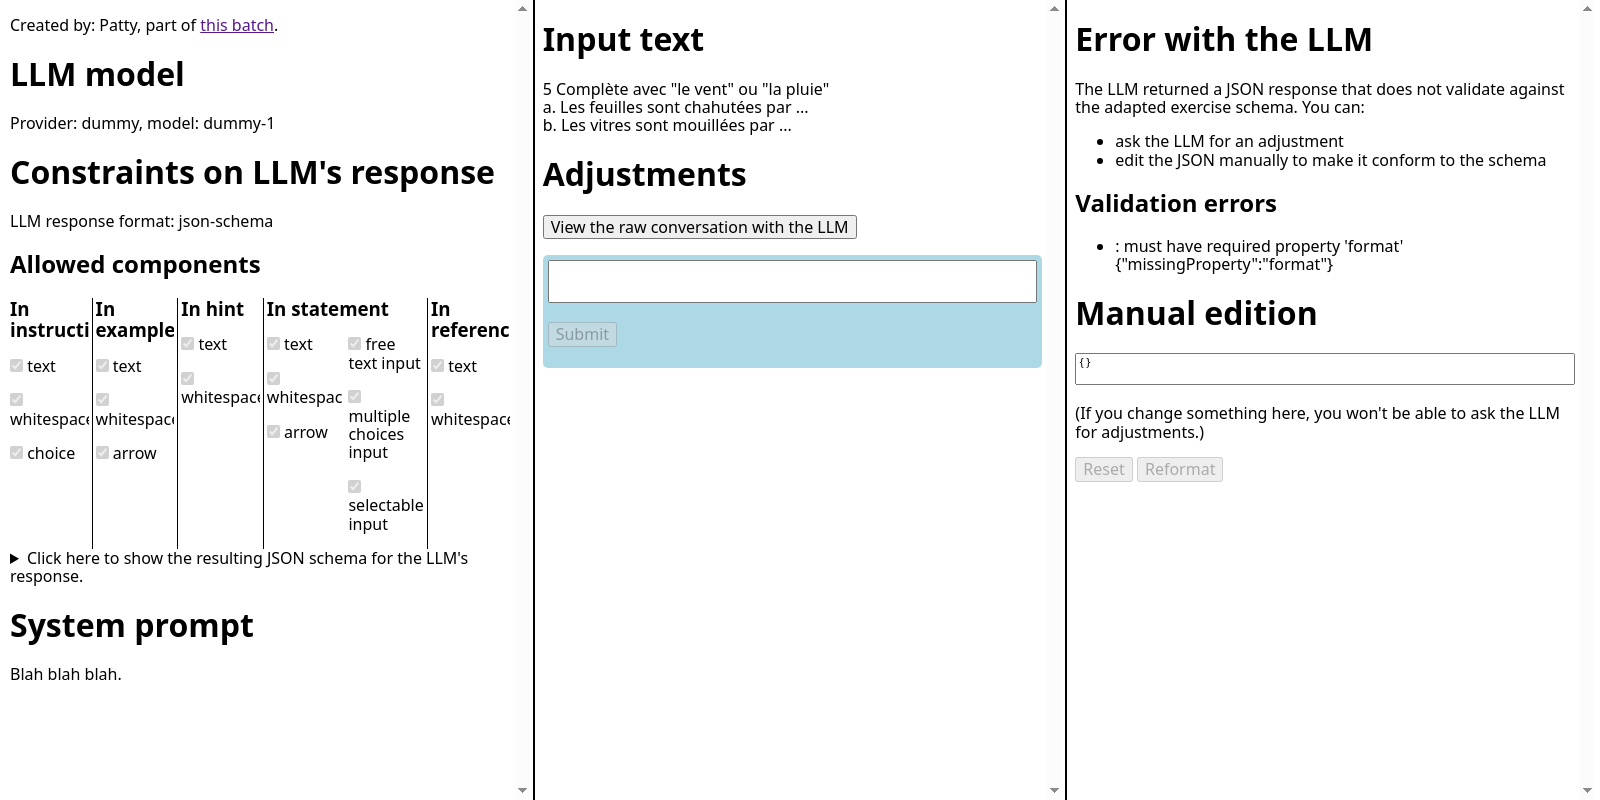 Created by: Patty, part of this batch.
LLM model
Provider: dummy, model: dummy-1
Constraints on LLM's response
LLM response format: json-schema
Allowed components
In
instructi
text
whitespace
choice
In
example
text
whitespace
arrow
In hint
text
whitespace
In statement
text
whitespac
arrow
free
text input
multiple
choices
input
selectable
input
In
referenc
text
whitespace
Click here to show the resulting JSON schema for the LLM's
response.
System prompt
Blah blah blah.
Input text
5 Complète avec "le vent" ou "la pluie"
a. Les feuilles sont chahutées par ...
b. Les vitres sont mouillées par ...
Adjustments
View the raw conversation with the LLM
Submit
Error with the LLM
The LLM returned a JSON response that does not validate against
the adapted exercise schema. You can:
ask the LLM for an adjustment
edit the JSON manually to make it conform to the schema
Validation errors
: must have required property 'format'
{"missingProperty":"format"}
Manual edition
{}
(If you change something here, you won't be able to ask the LLM
for adjustments.)
Reset Reformat